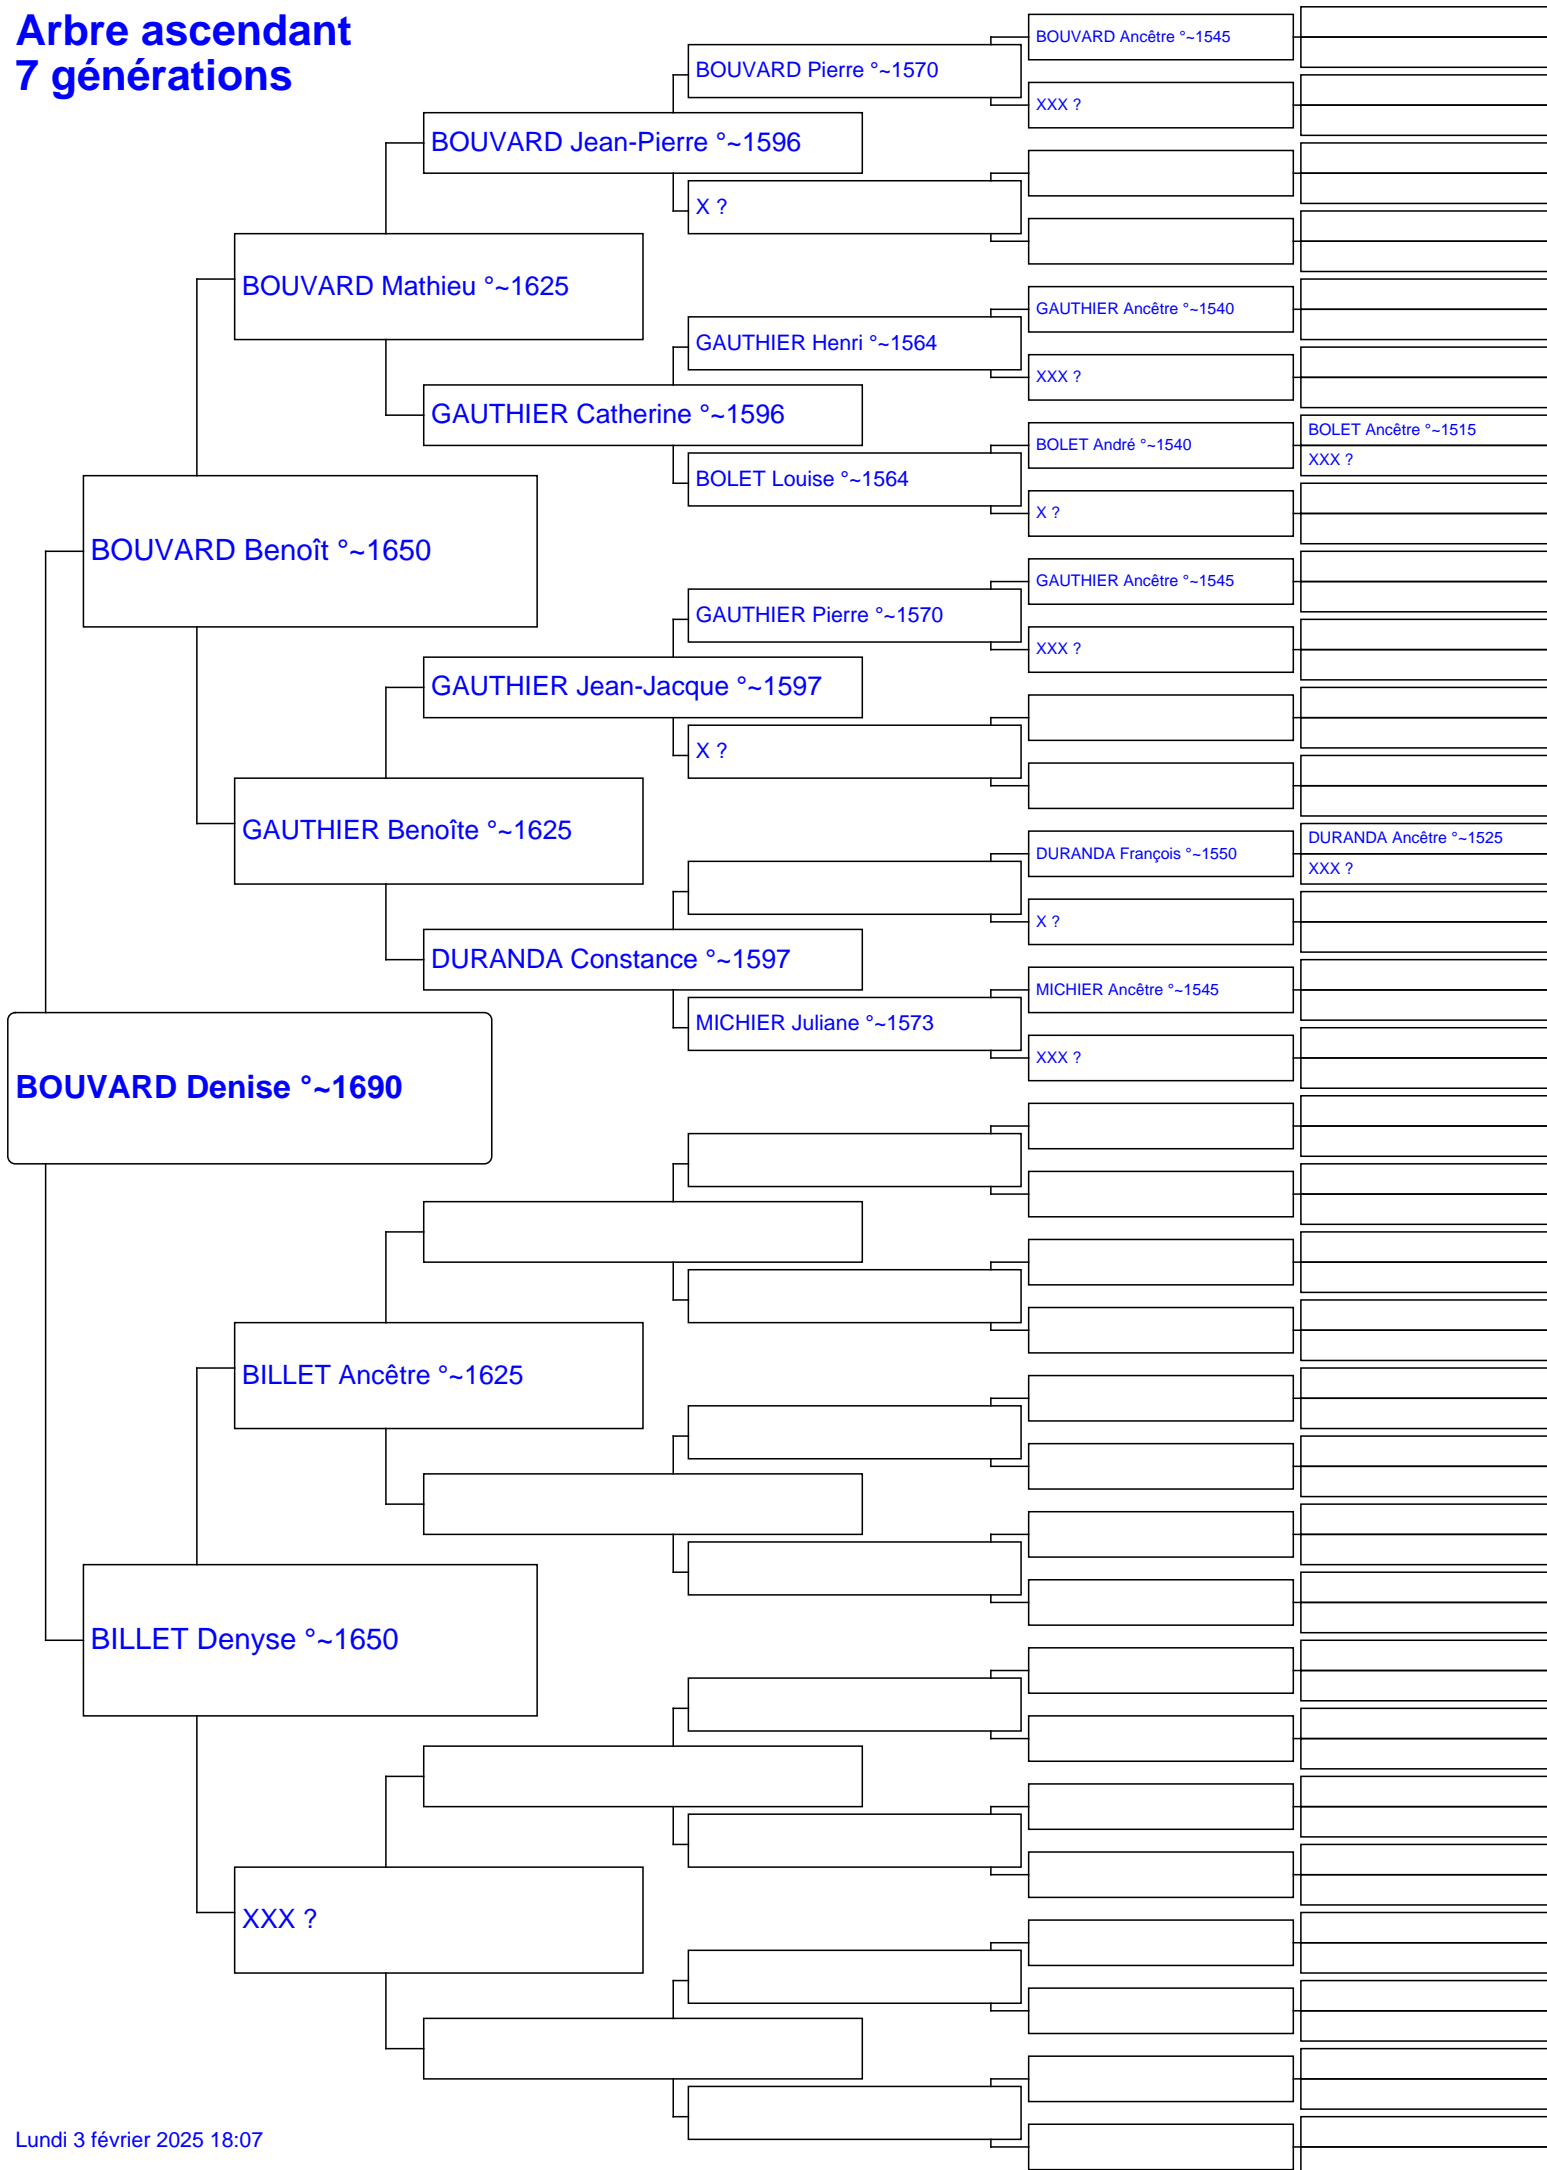 Arbre ascendant
7 générations
BOUVARD Ancêtre °~1545
BOUVARD Pierre °~1570
XXX ?
BOUVARD Jean-Pierre °~1596
X ?
BOUVARD Mathieu °~1625
GAUTHIER Ancêtre °~1540
GAUTHIER Henri °~1564
XXX ?
GAUTHIER Catherine °~1596
BOLET Ancêtre °~1515
BOLET André °~1540
XXX ?
BOLET Louise °~1564
X ?
BOUVARD Benoît °~1650
GAUTHIER Ancêtre °~1545
GAUTHIER Pierre °~1570
XXX ?
GAUTHIER Jean-Jacque °~1597
X ?
GAUTHIER Benoîte °~1625
DURANDA Ancêtre °~1525
DURANDA François °~1550
XXX ?
X ?
DURANDA Constance °~1597
MICHIER Ancêtre °~1545
MICHIER Juliane °~1573
XXX ?
BOUVARD Denise °~1690
BILLET Ancêtre °~1625
BILLET Denyse °~1650
XXX ?
Lundi 3 février 2025 18:07